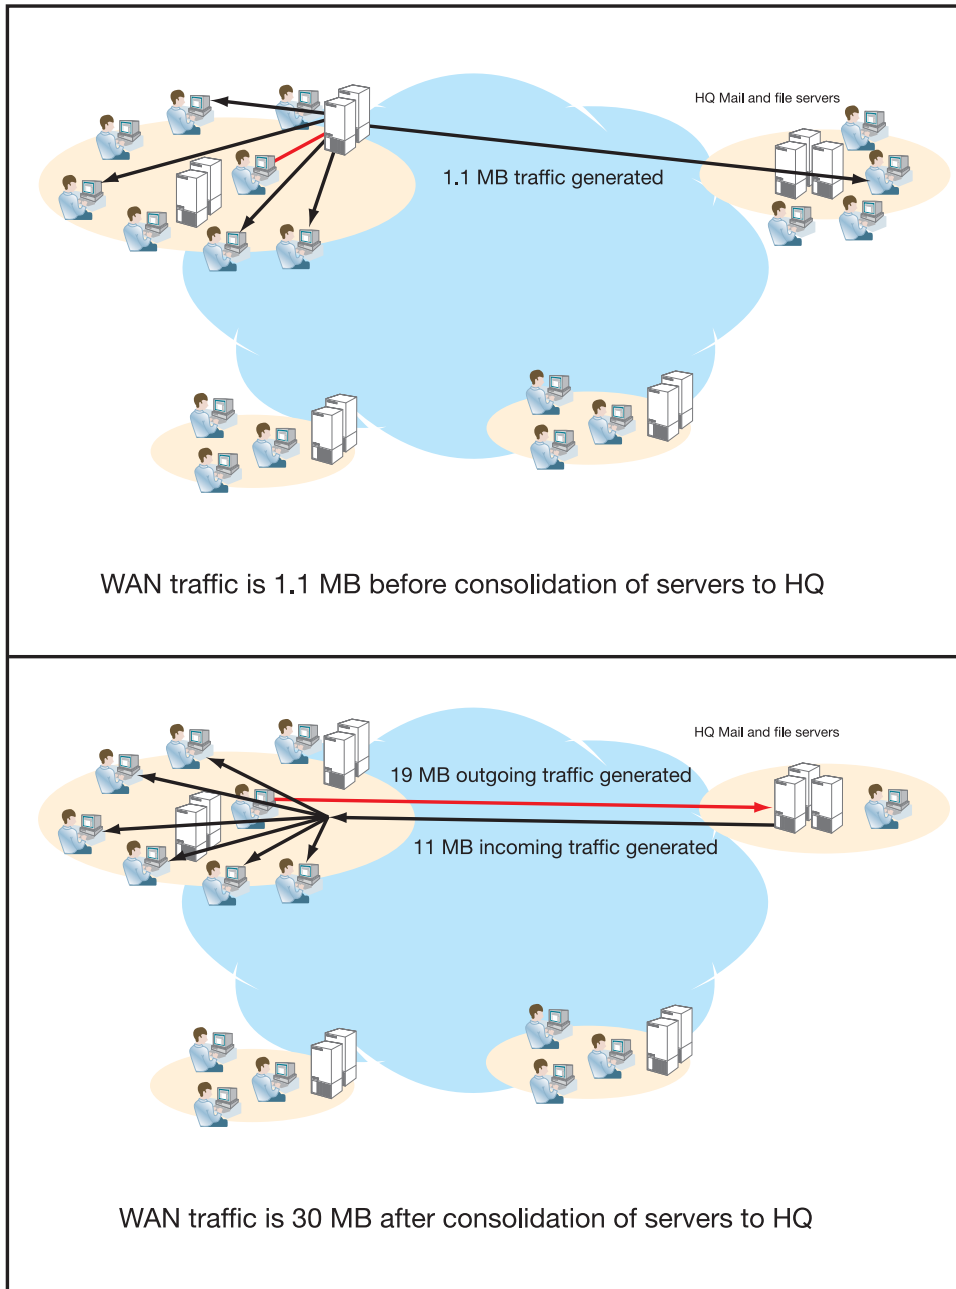 HQ Mail and file servers
1.1 MB traffic generated
WAN traffic is 1.1 MB before consolidation of servers to HQ
HQ Mail and file servers
19 MB outgoing traffic generated
11 MB incoming traffic generated
WAN traffic is 30 MB after consolidation of servers to HQ